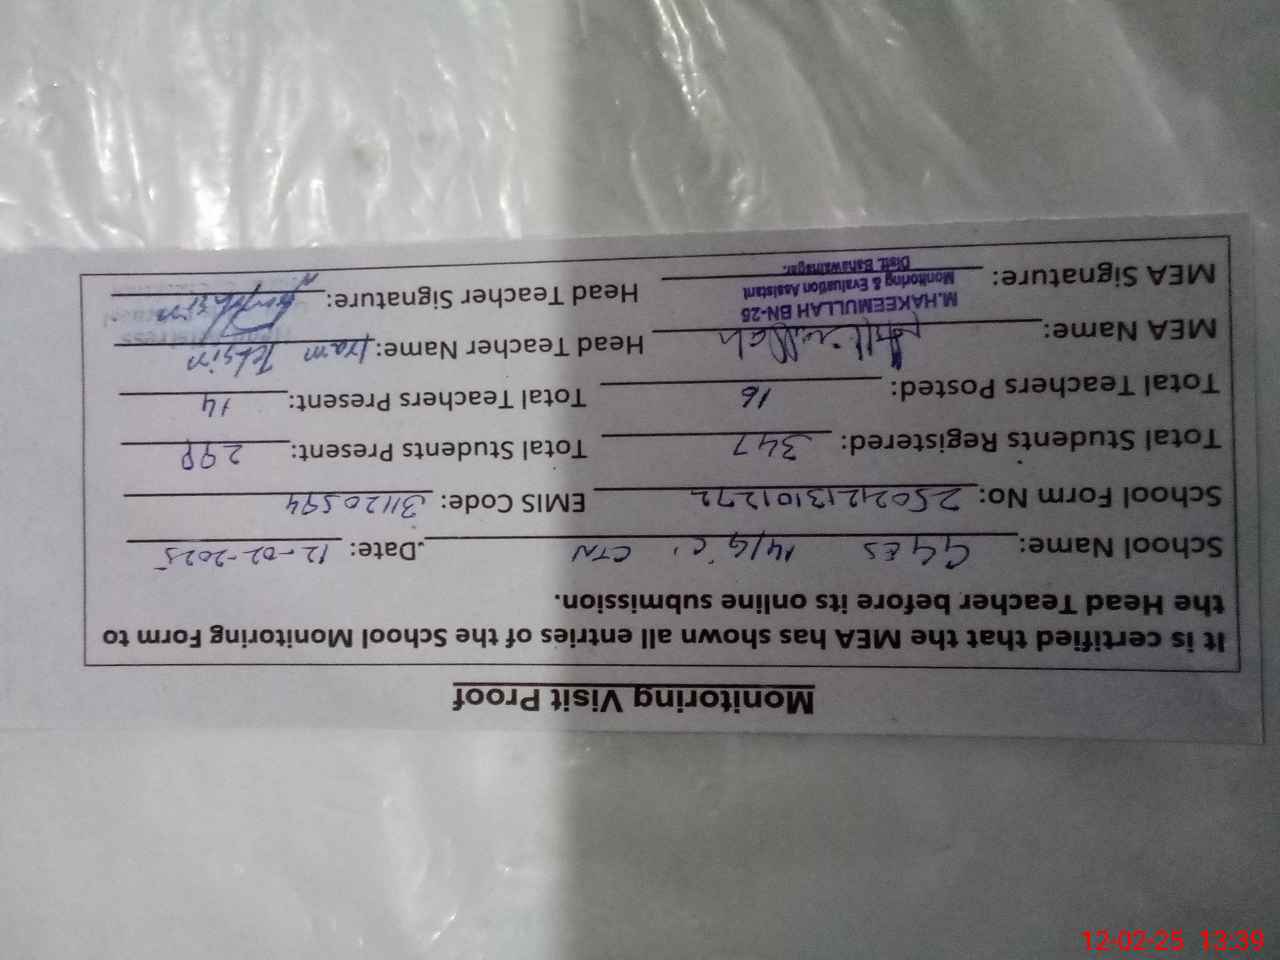 Monitoring Visit Proof
It is certified that the MEA has shown all entries of the School Monitoring Form to
the Head Teacher before its online submission.
School Name: GGES 14/G 'C' CTN .Date: 12-02-2025
School Form No: 2502121310127 EMIS Code: 31120594
Total Students Registered: 347 Total Students Present: 298
Total Teachers Posted: 16 Total Teachers Present: 14
MEA Name: Head Teacher Name: Iram Tehsin
M.HAKEEMULLAH BN-26
Monitoring & Evaluation Assistant
Distt. Bahawalnagar.
MEA Signature: Head Teacher Signature:
12-02-25 13:39